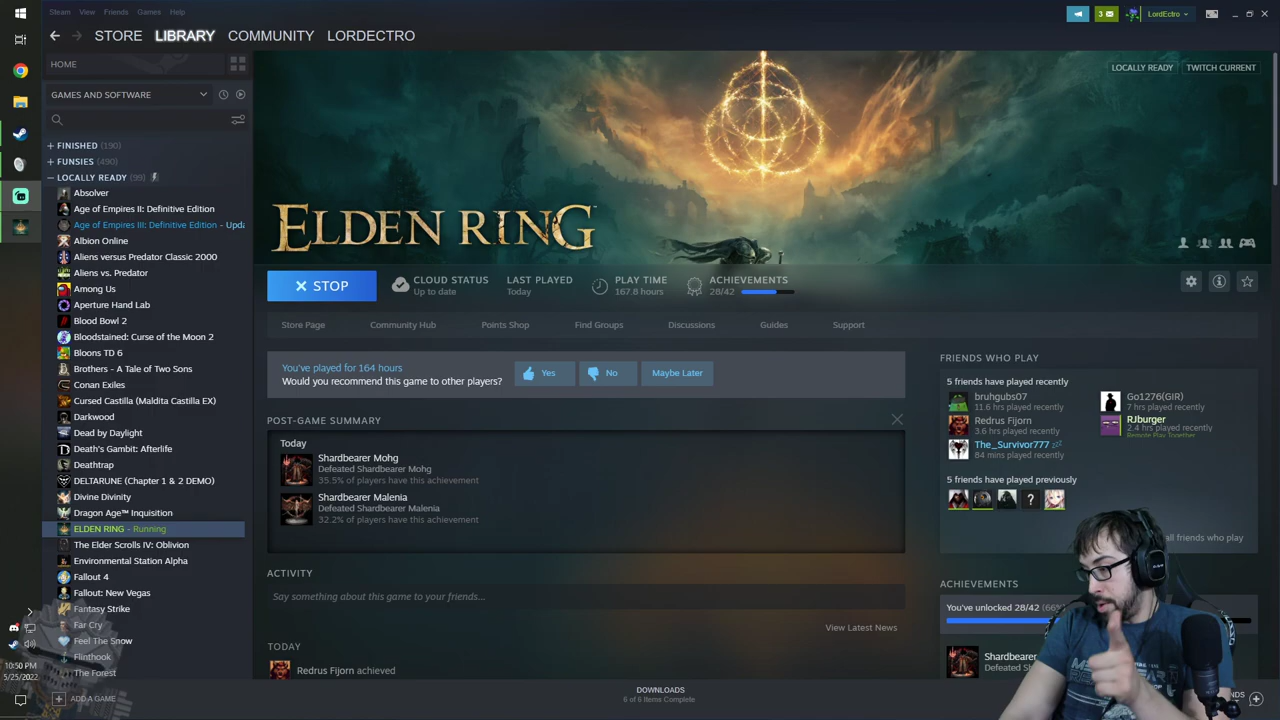 Steam View Friends Games Help
3
LordEctro
STORE LIBRARY COMMUNITY LORDECTRO
HOME
GAMES AND SOFTWARE
FINISHED (190)
FUNSIES (490)
LOCALLY READY (99)
Absolver
Age of Empires II: Definitive Edition
Age of Empires III: Definitive Edition - Upda
Albion Online
Aliens versus Predator Classic 2000
Aliens vs. Predator
Among Us
Aperture Hand Lab
Blood Bowl 2
Bloodstained: Curse of the Moon 2
Bloons TD 6
Brothers - A Tale of Two Sons
Conan Exiles
Cursed Castilla (Maldita Castilla EX)
Darkwood
Dead by Daylight
Death's Gambit: Afterlife
Deathtrap
DELTARUNE (Chapter 1 & 2 DEMO)
Divine Divinity
Dragon Age™ Inquisition
ELDEN RING - Running
The Elder Scrolls IV: Oblivion
Environmental Station Alpha
Fallout 4
Fallout: New Vegas
Fantasy Strike
Far Cry
Feel The Snow
Flinthook
The Forest
ADD A GAME
10:50 PM
5/25/2022
LOCALLY READY TWITCH CURRENT
ELDEN RING
STOP
CLOUD STATUS
Up to date
LAST PLAYED
Today
PLAY TIME
167.8 hours
ACHIEVEMENTS
28/42
Store Page Community Hub Points Shop Find Groups Discussions Guides Support
You've played for 164 hours
Would you recommend this game to other players?
Yes No Maybe Later
POST-GAME SUMMARY
Today
Shardbearer Mohg
Defeated Shardbearer Mohg
35.5% of players have this achievement
Shardbearer Malenia
Defeated Shardbearer Malenia
32.2% of players have this achievement
ACTIVITY
Say something about this game to your friends...
View Latest News
TODAY
Redrus Fijorn achieved
FRIENDS WHO PLAY
5 friends have played recently
bruhgubs07
11.6 hrs played recently
Go1276(GIR)
7 hrs played recently
Redrus Fijorn
3.6 hrs played recently
RJburger
2.4 hrs played recently
Remote Play Together
The_Survivor777
84 mins played recently
5 friends have played previously
?
all friends who play
ACHIEVEMENTS
You've unlocked 28/42 (66%)
Shardbearer
Defeated
DOWNLOADS
6 of 6 Items Complete